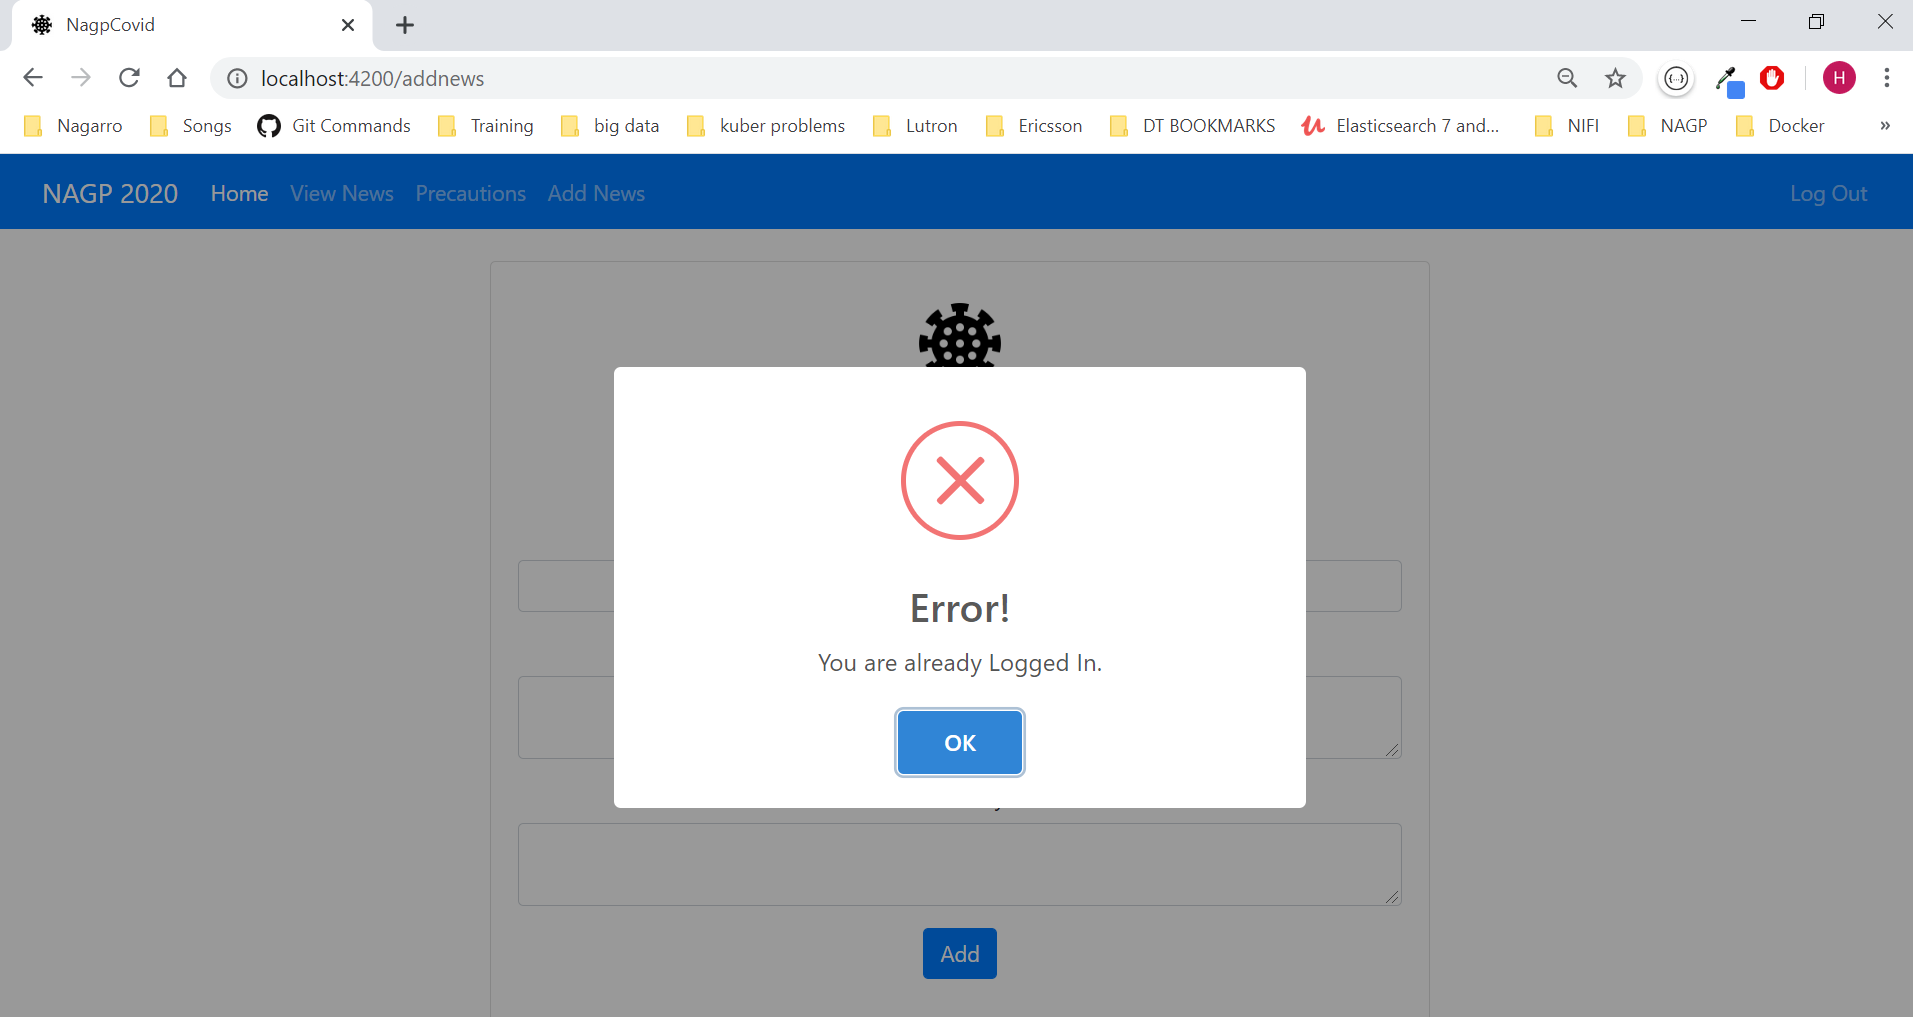 NagpCovid
localhost:4200/addnews
H
Nagarro Songs Git Commands Training big data kuber problems Lutron Ericsson DT BOOKMARKS Elasticsearch 7 and... NIFI NAGP Docker »
NAGP 2020 Home View News Precautions Add News Log Out
Error!
You are already Logged In.
OK
Add